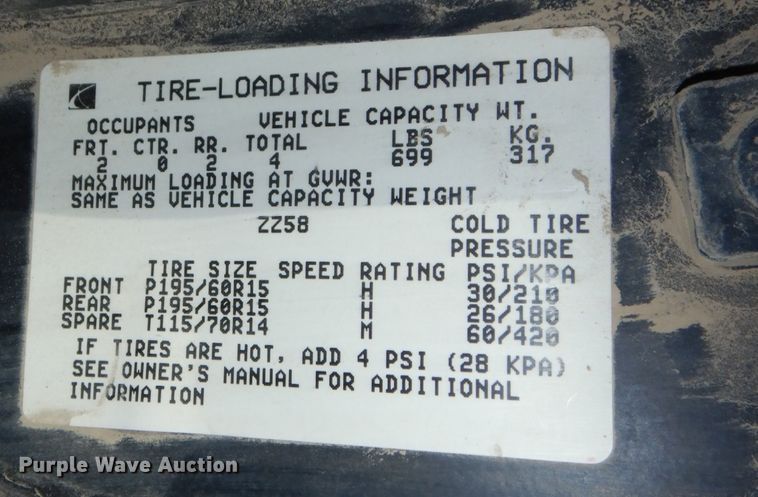 TIRE-LOADING INFORMATION
OCCUPANTS VEHICLE CAPACITY WT.
FRT. CTR. RR. TOTAL LBS KG.
2 0 2 4 699 317
MAXIMUM LOADING AT GVWR:
SAME AS VEHICLE CAPACITY WEIGHT
ZZ58 COLD TIRE
PRESSURE
TIRE SIZE SPEED RATING PSI/KPA
FRONT P195/60R15 H 30/210
REAR P195/60R15 H 26/180
SPARE T115/70R14 M 60/420
IF TIRES ARE HOT, ADD 4 PSI (28 KPA)
SEE OWNER'S MANUAL FOR ADDITIONAL
INFORMATION
Purple Wave Auction